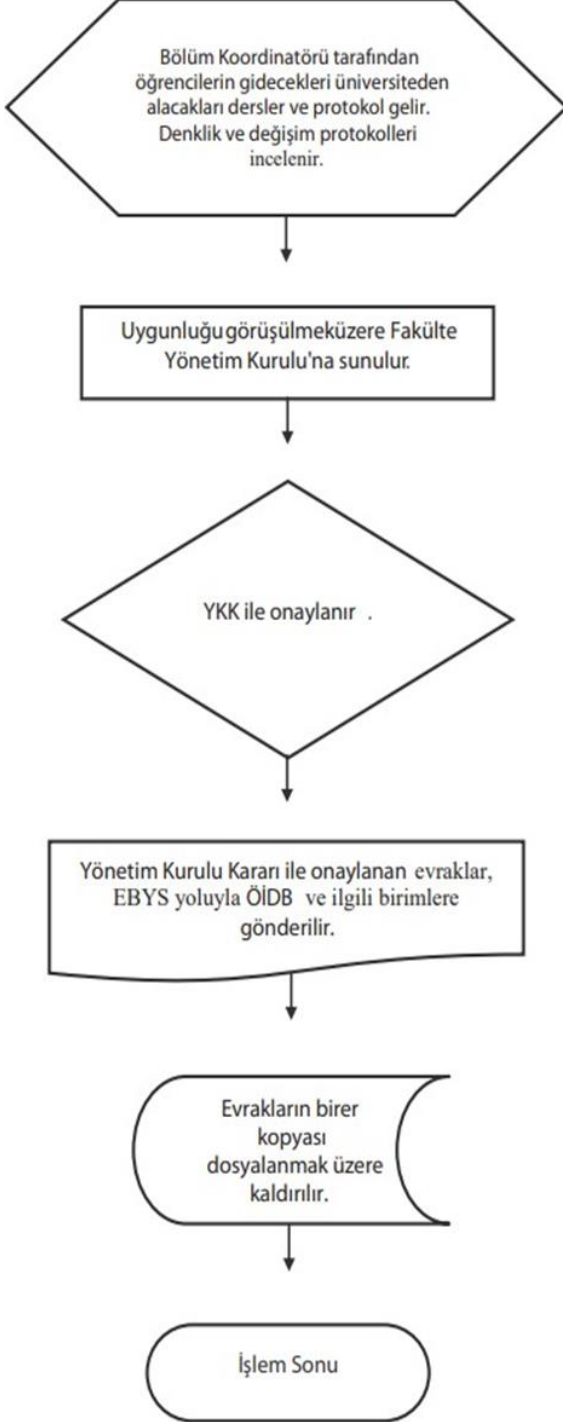 Bölüm Koordinatörü tarafından
öğrencilerin gidecekleri üniversiteden
alacakları dersler ve protokol gelir.
Denklik ve değişim protokolleri
incelenir.
Uygunluğugörüşülmeküzere Fakülte
Yönetim Kurulu'na sunulur.
YKK ile onaylanır .
Yönetim Kurulu Kararı ile onaylanan evraklar,
EBYS yoluyla ÖİDB ve ilgili birimlere
gönderilir.
Evrakların birer
kopyası
dosyalanmak üzere
kaldırılır.
İşlem Sonu